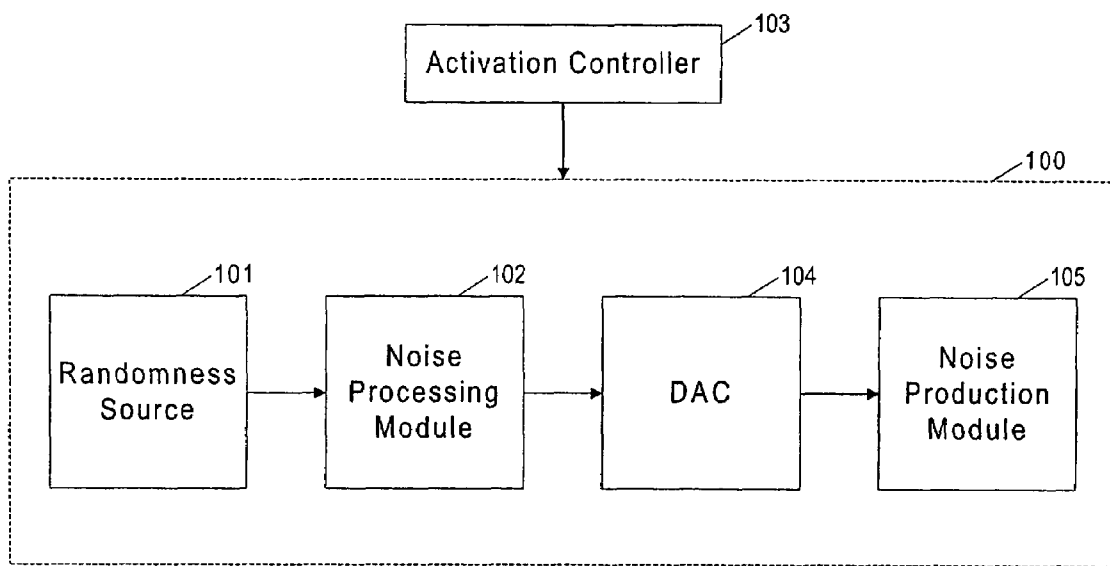 103
Activation Controller
100
101
Randomness
Source
102
Noise
Processing
Module
104
DAC
105
Noise
Production
Module